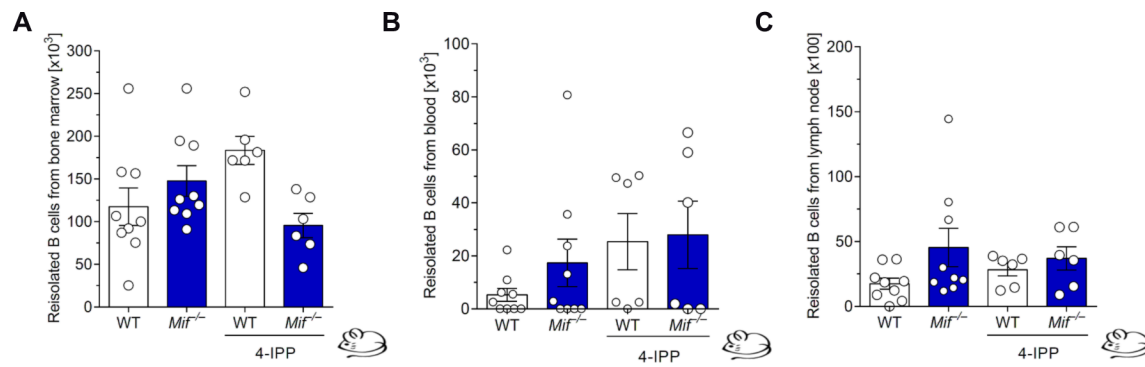 A
Reisolated B cells from bone marrow [x10³]
300
250
200
150
100
50
0
WT
Mif⁻/⁻
WT
Mif⁻/⁻
4-IPP
B
Reisolated B cells from blood [x10³]
100
80
60
40
20
0
WT
Mif⁻/⁻
WT
Mif⁻/⁻
4-IPP
C
Reisolated B cells from lymph node [x100]
200
150
100
50
0
WT
Mif⁻/⁻
WT
Mif⁻/⁻
4-IPP